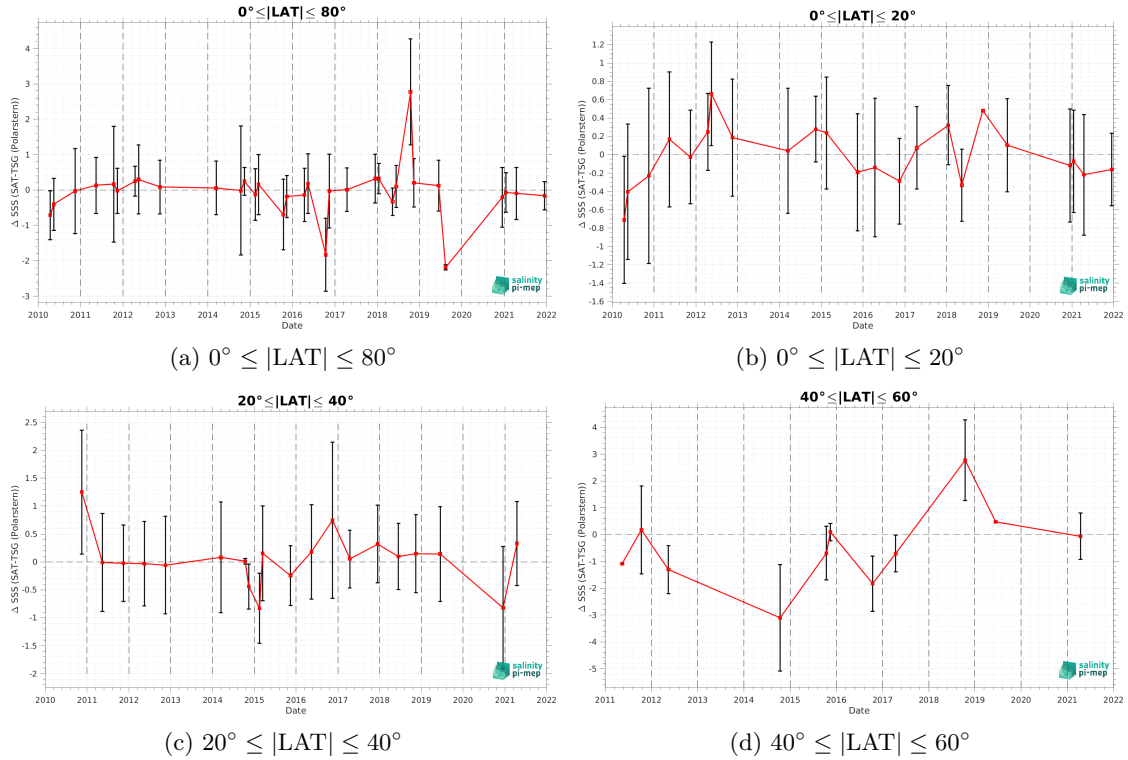 0°≤|LAT|≤ 80°
Δ SSS (SAT-TSG (Polarstern))
4
3
2
1
0
-1
-2
-3
2010 2011 2012 2013 2014 2015 2016 2017 2018 2019 2020 2021 2022
Date
salinity
pi-mep
(a) 0° ≤ |LAT| ≤ 80°
0°≤|LAT|≤ 20°
Δ SSS (SAT-TSG (Polarstern))
1.2
1
0.8
0.6
0.4
0.2
0
-0.2
-0.4
-0.6
-0.8
-1
-1.2
-1.4
-1.6
2010 2011 2012 2013 2014 2015 2016 2017 2018 2019 2020 2021 2022
Date
salinity
pi-mep
(b) 0° ≤ |LAT| ≤ 20°
20°≤|LAT|≤ 40°
Δ SSS (SAT-TSG (Polarstern))
2.5
2
1.5
1
0.5
0
-0.5
-1
-1.5
-2
2011 2012 2013 2014 2015 2016 2017 2018 2019 2020 2021 2022
Date
salinity
pi-mep
(c) 20° ≤ |LAT| ≤ 40°
40°≤|LAT|≤ 60°
Δ SSS (SAT-TSG (Polarstern))
4
3
2
1
0
-1
-2
-3
-4
-5
2011 2012 2013 2014 2015 2016 2017 2018 2019 2020 2021 2022
Date
salinity
pi-mep
(d) 40° ≤ |LAT| ≤ 60°